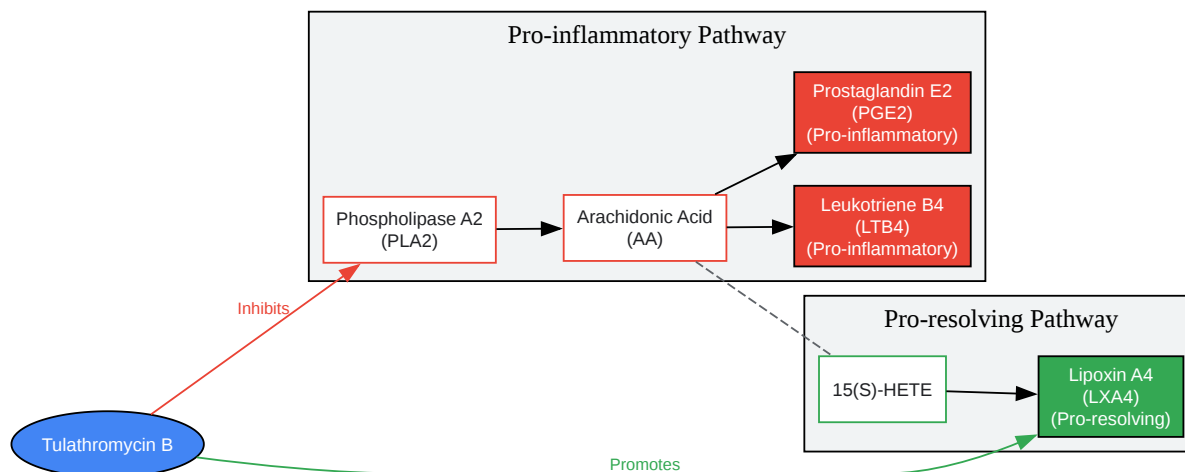 Pro-inflammatory Pathway
Prostaglandin E2
(PGE2)
(Pro-inflammatory)
Phospholipase A2
(PLA2)
Arachidonic Acid
(AA)
Leukotriene B4
(LTB4)
(Pro-inflammatory)
Inhibits
Pro-resolving Pathway
15(S)-HETE
Lipoxin A4
(LXA4)
(Pro-resolving)
Tulathromycin B
Promotes